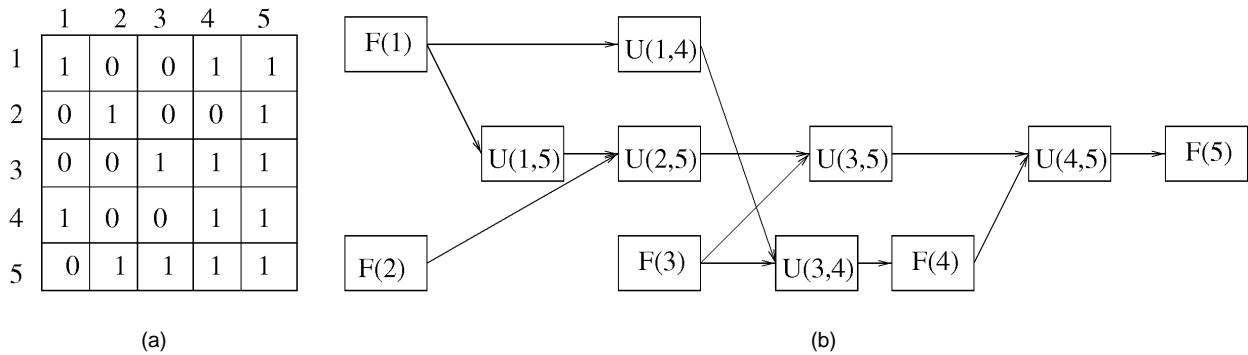 1 2 3 4 5
1 1 0 0 1 1
2 0 1 0 0 1
3 0 0 1 1 1
4 1 0 0 1 1
5 0 1 1 1 1
(a)
F(1) U(1,4)
U(1,5) U(2,5) U(3,5) U(4,5) F(5)
F(2) F(3) U(3,4) F(4)
(b)